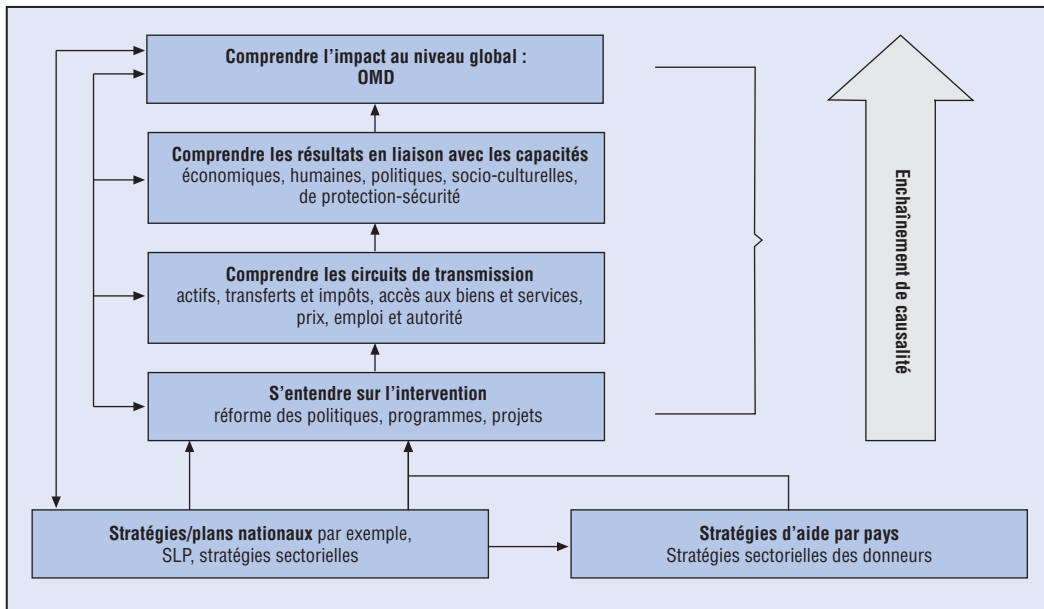 Comprendre l’impact au niveau global :
OMD
Comprendre les résultats en liaison avec les capacités
économiques, humaines, politiques, socio-culturelles,
de protection-sécurité
Comprendre les circuits de transmission
actifs, transferts et impôts, accès aux biens et services,
prix, emploi et autorité
S’entendre sur l’intervention
réforme des politiques, programmes, projets
Stratégies/plans nationaux par exemple,
SLP, stratégies sectorielles
Stratégies d’aide par pays
Stratégies sectorielles des donneurs
Enchaînement de causalité